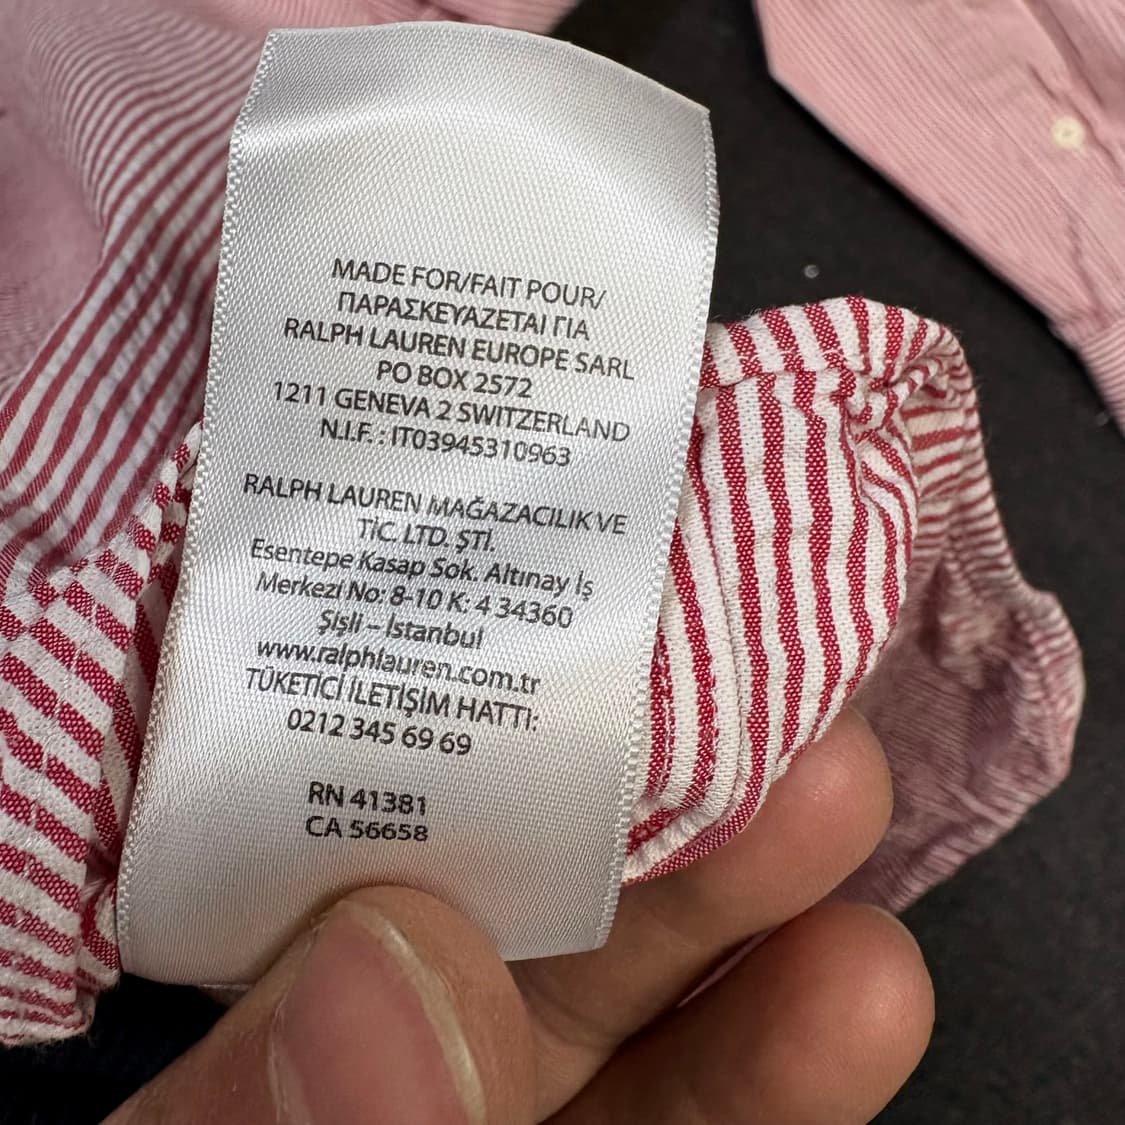 MADE FOR/FAIT POUR/
ΠΑΡΑΣΚΕΥΑΖΕΤΑΙ ΓΙΑ
RALPH LAUREN EUROPE SARL
PO BOX 2572
1211 GENEVA 2 SWITZERLAND
N.I.F. : IT03945310963
RALPH LAUREN MAĞAZACILIK VE
TİC. LTD. ŞTİ.
Esentepe Kasap Sok. Altınay İş
Merkezi No: 8-10 K: 4 34360
Şişli – İstanbul
www.ralphlauren.com.tr
TÜKETİCİ İLETİŞİM HATTI:
0212 345 69 69
RN 41381
CA 56658